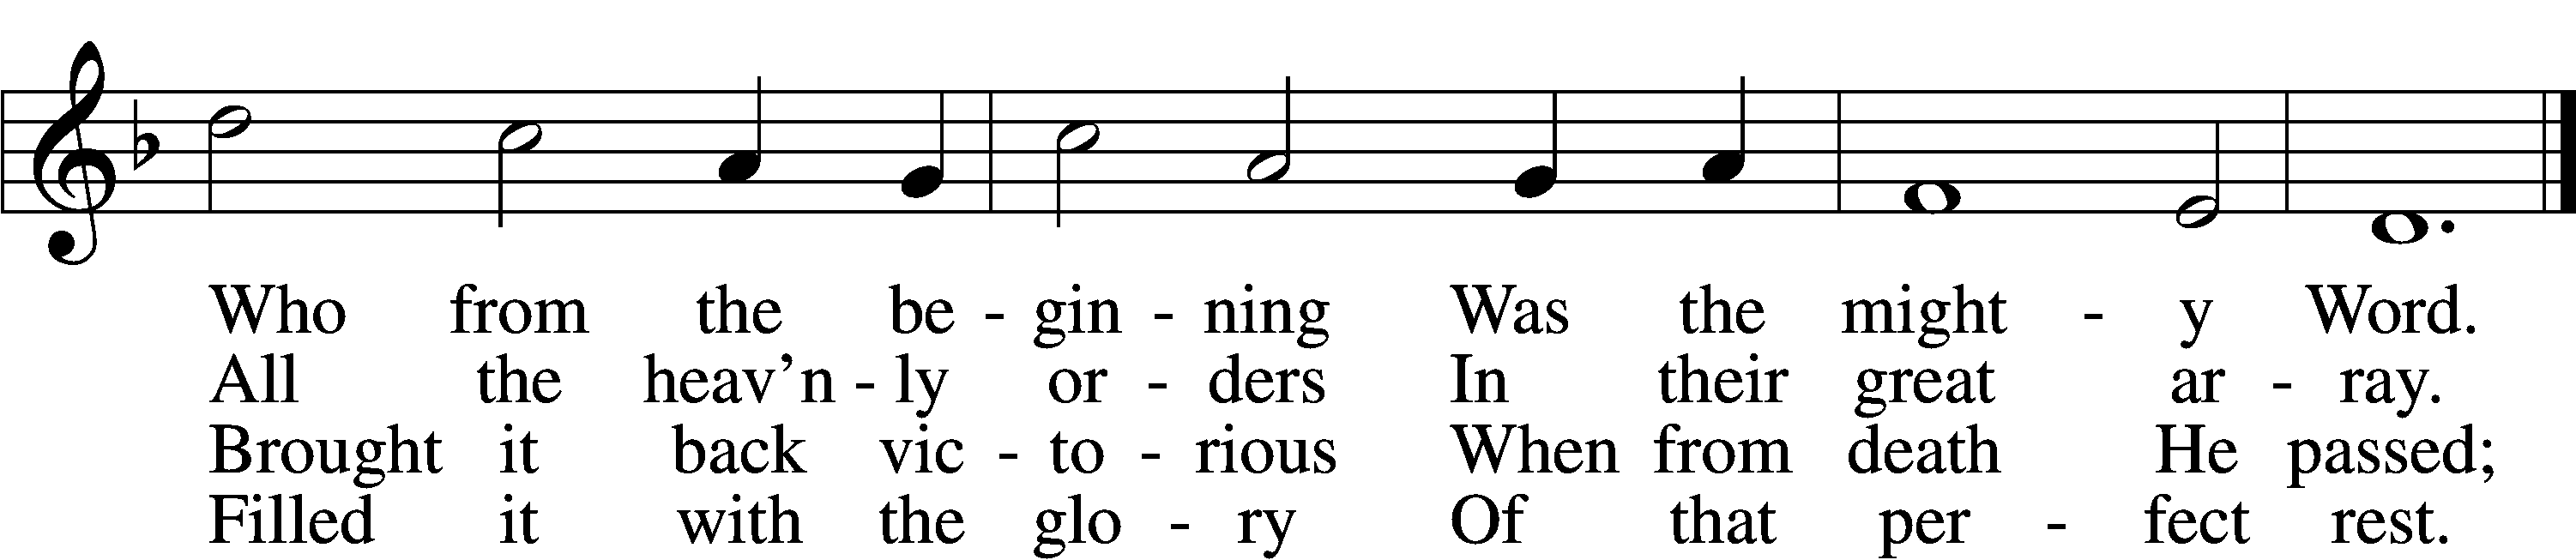 Who from the be - gin - ning Was the might - y Word.
All the heav'n - ly or - ders In their great ar - ray.
Brought it back vic - to - rious When from death He passed;
Filled it with the glo - ry Of that per - fect rest.